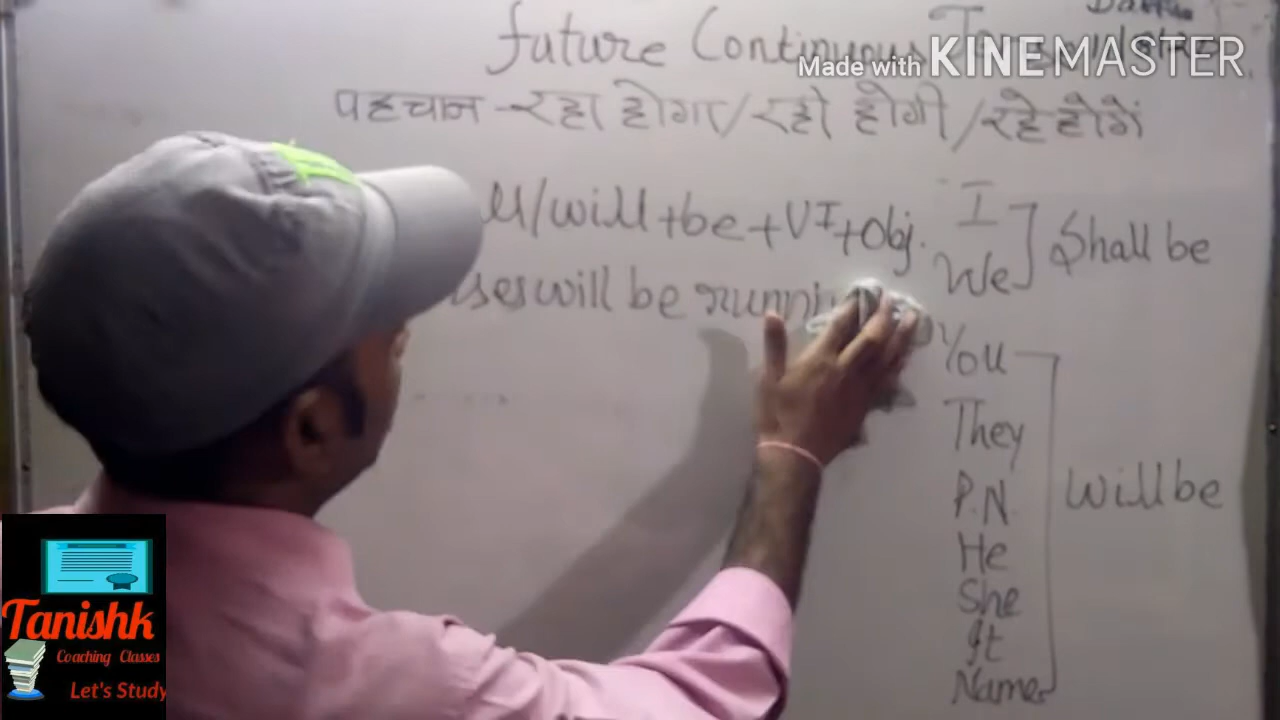 Future Continuous
Made with KINEMASTER
पहचान - रहा होगा/रही होगी/रहे होगें
will + be + VI + Obj.
I
We
Shall be
will be
You
They
P.N.
He
She
It
Name
Will be
Tanishk
Coaching Classes
Let's Study